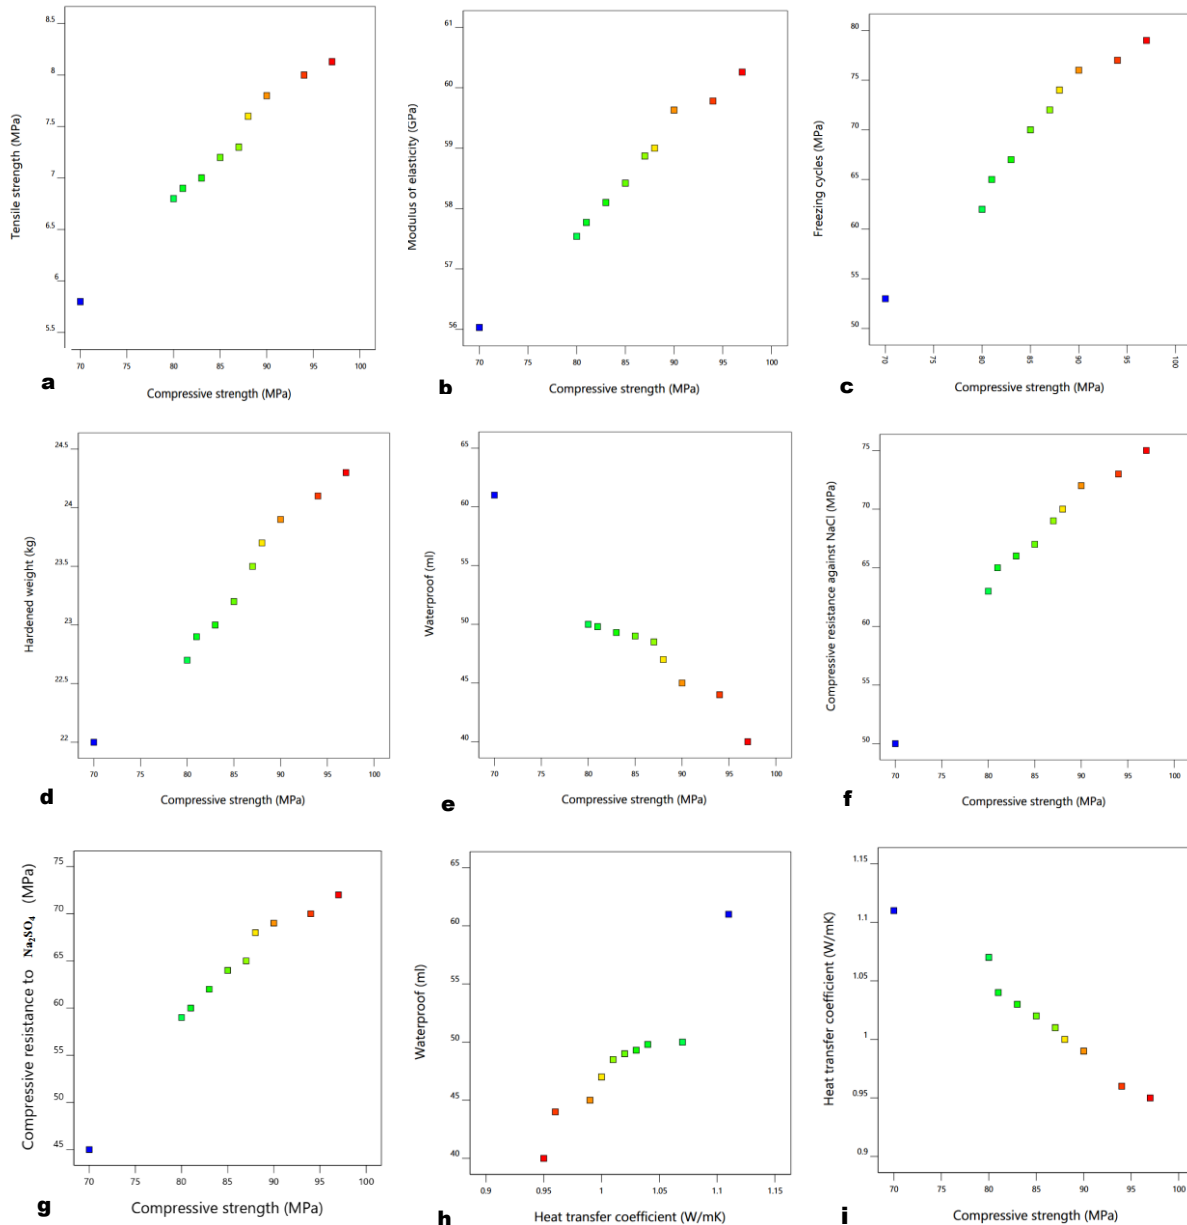 8.5
8
7.5
7
6.5
6
5.5
Tensile strength (MPa)
70 80 85 90 95 100
Compressive strength (MPa)
a
61
60
59
58
57
56
Modulus of elasticity (GPa)
70 75 80 85 90 95 100
Compressive strength (MPa)
b
80
75
70
65
60
55
50
Freezing cycles (MPa)
70 75 80 85 90 95 100
Compressive strength (MPa)
c
24.5
24
23.5
23
22.5
22
Hardened weight (kg)
70 75 80 85 90 95 100
Compressive strength (MPa)
d
65
60
55
50
45
40
Waterproof (ml)
70 75 80 85 90 95 100
Compressive strength (MPa)
e
75
70
65
60
55
50
Compressive resistance against NaCl (MPa)
70 75 80 85 90 95 100
Compressive strength (MPa)
f
75
70
65
60
55
50
45
Compressive resistance to Na₂SO₄ (MPa)
70 75 80 85 90 95 100
Compressive strength (MPa)
g
65
60
55
50
45
40
Waterproof (ml)
0.9 0.95 1 1.05 1.1 1.15
Heat transfer coefficient (W/mK)
h
1.15
1.1
1.05
1
0.95
0.9
Heat transfer coefficient (W/mK)
70 75 80 85 90 95 100
Compressive strength (MPa)
i